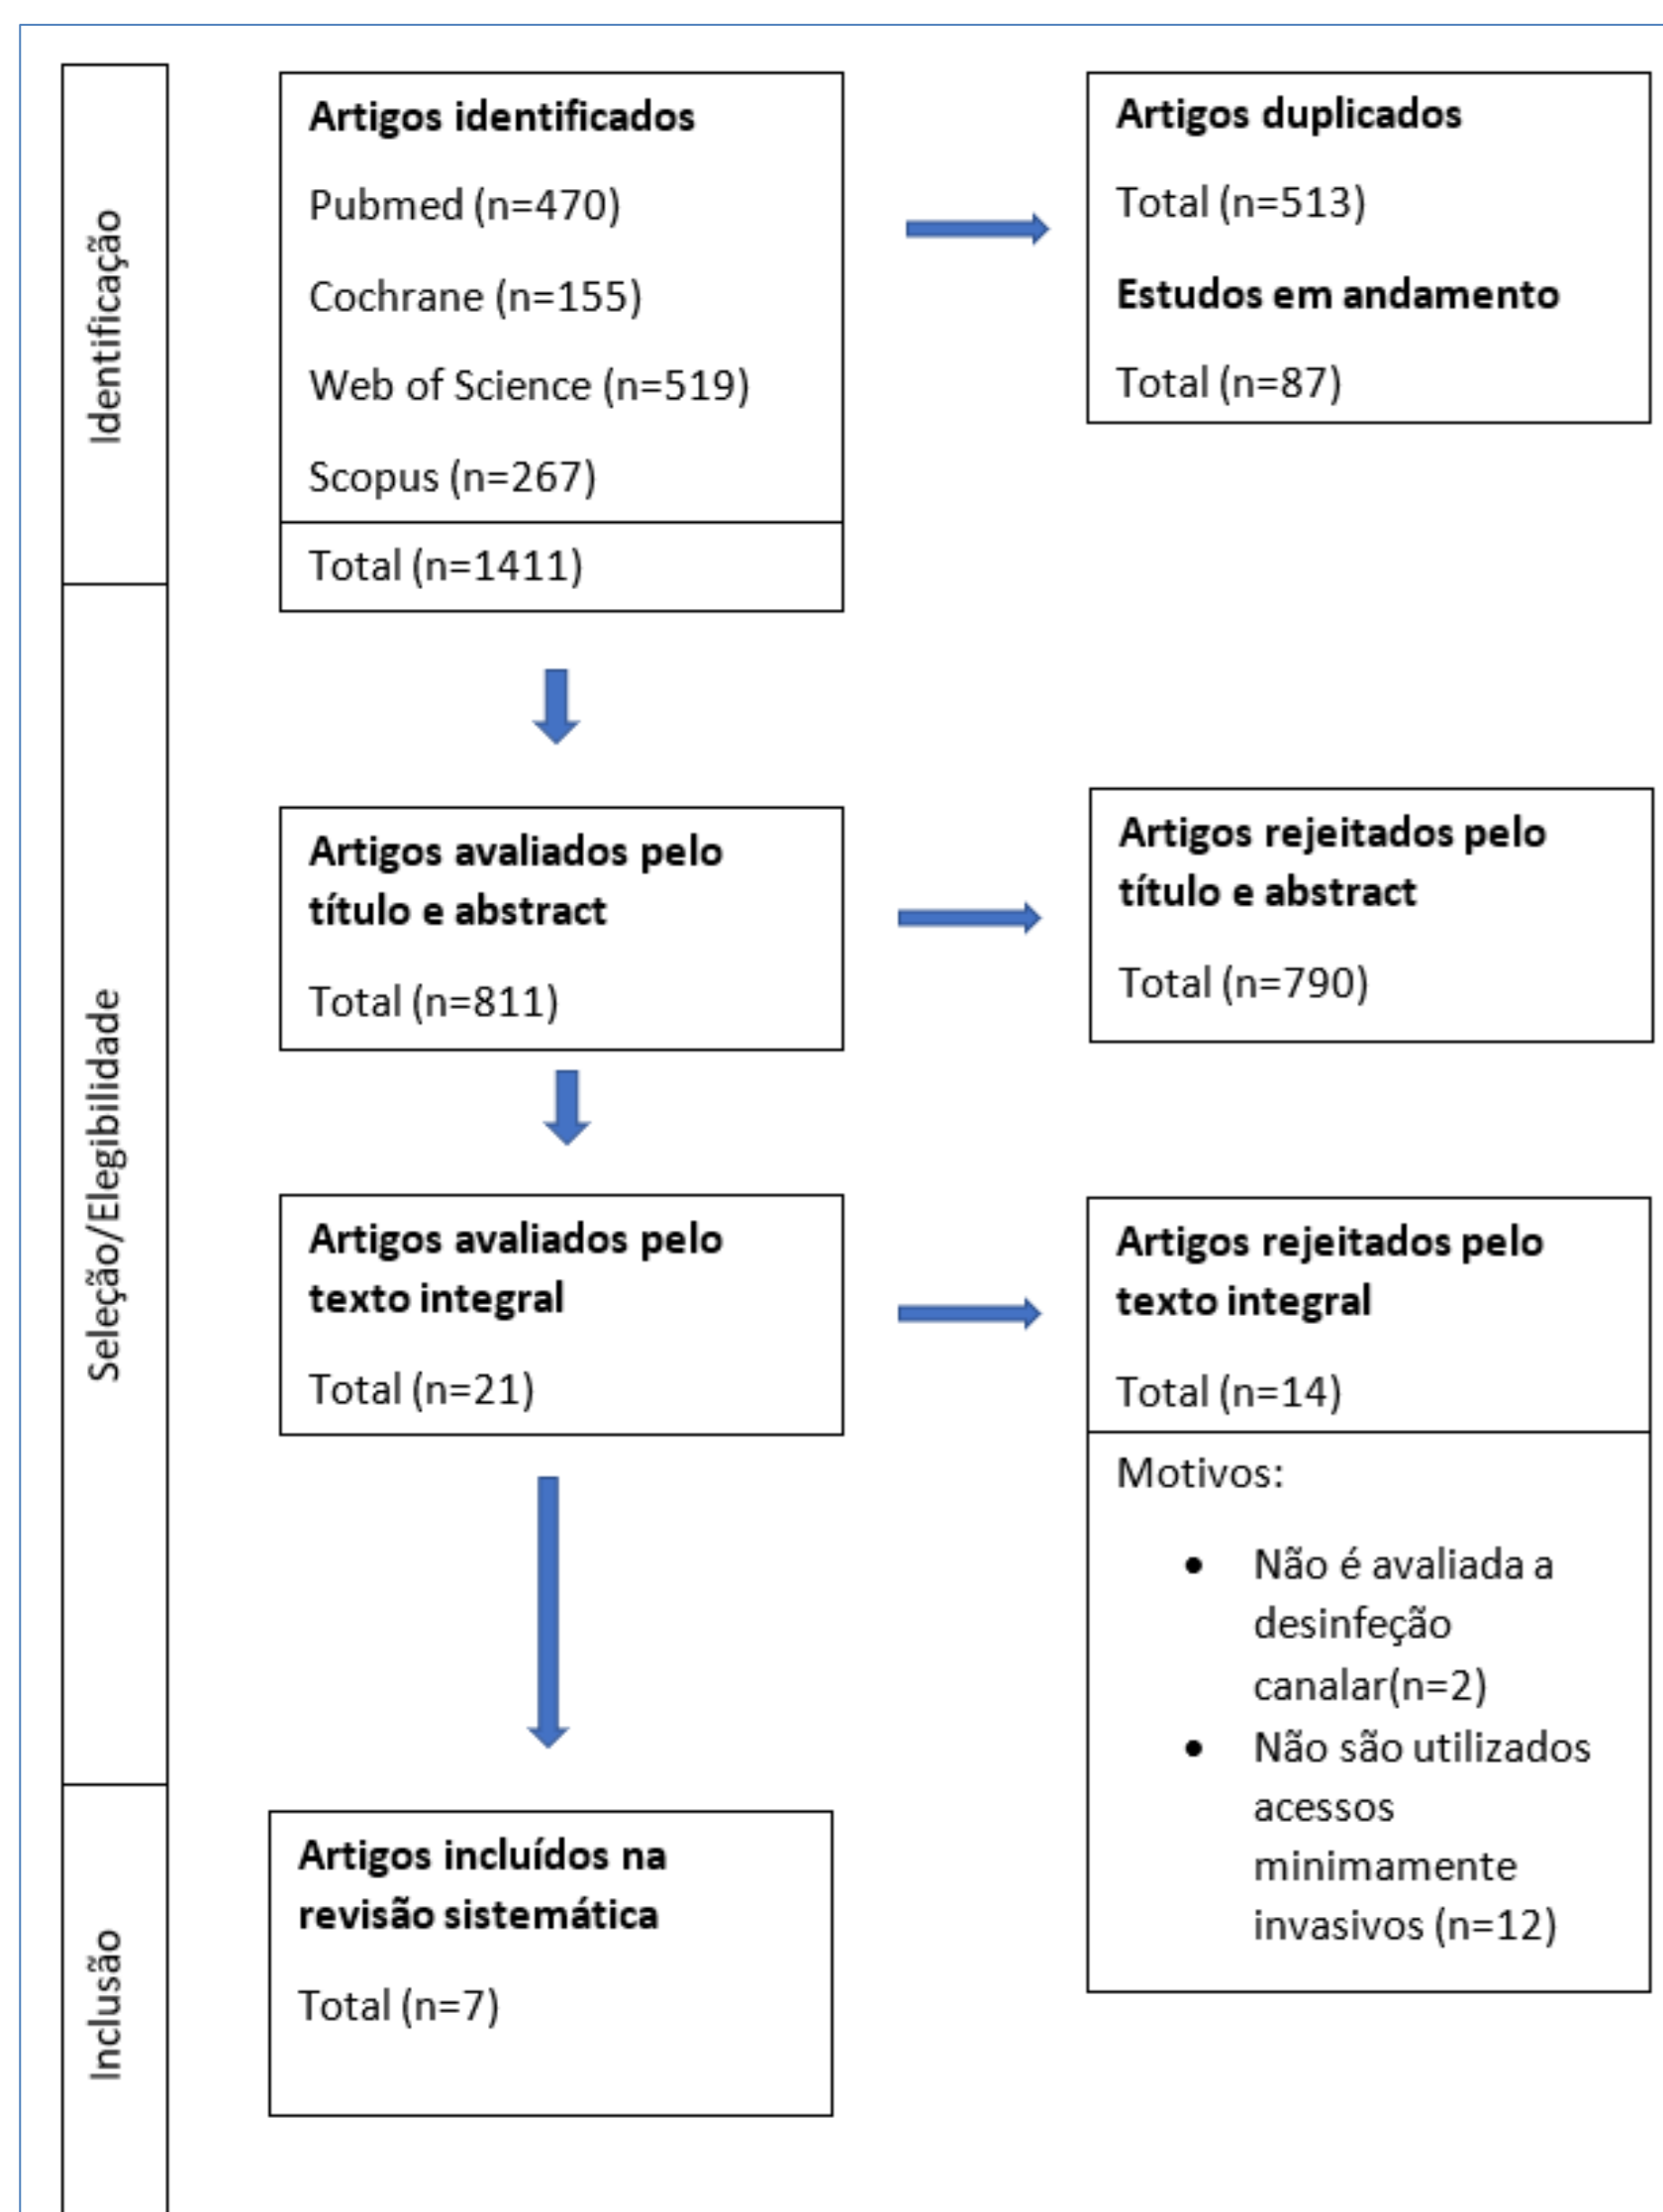 Identificação
Artigos identificados
Pubmed (n=470)
Cochrane (n=155)
Web of Science (n=519)
Scopus (n=267)
Total (n=1411)
Artigos duplicados
Total (n=513)
Estudos em andamento
Total (n=87)
Seleção/Elegibilidade
Artigos avaliados pelo
título e abstract
Total (n=811)
Artigos rejeitados pelo
título e abstract
Total (n=790)
Artigos avaliados pelo
texto integral
Total (n=21)
Artigos rejeitados pelo
texto integral
Total (n=14)
Motivos:
• Não é avaliada a
desinfeção
canalar(n=2)
• Não são utilizados
acessos
minimamente
invasivos (n=12)
Inclusão
Artigos incluídos na
revisão sistemática
Total (n=7)